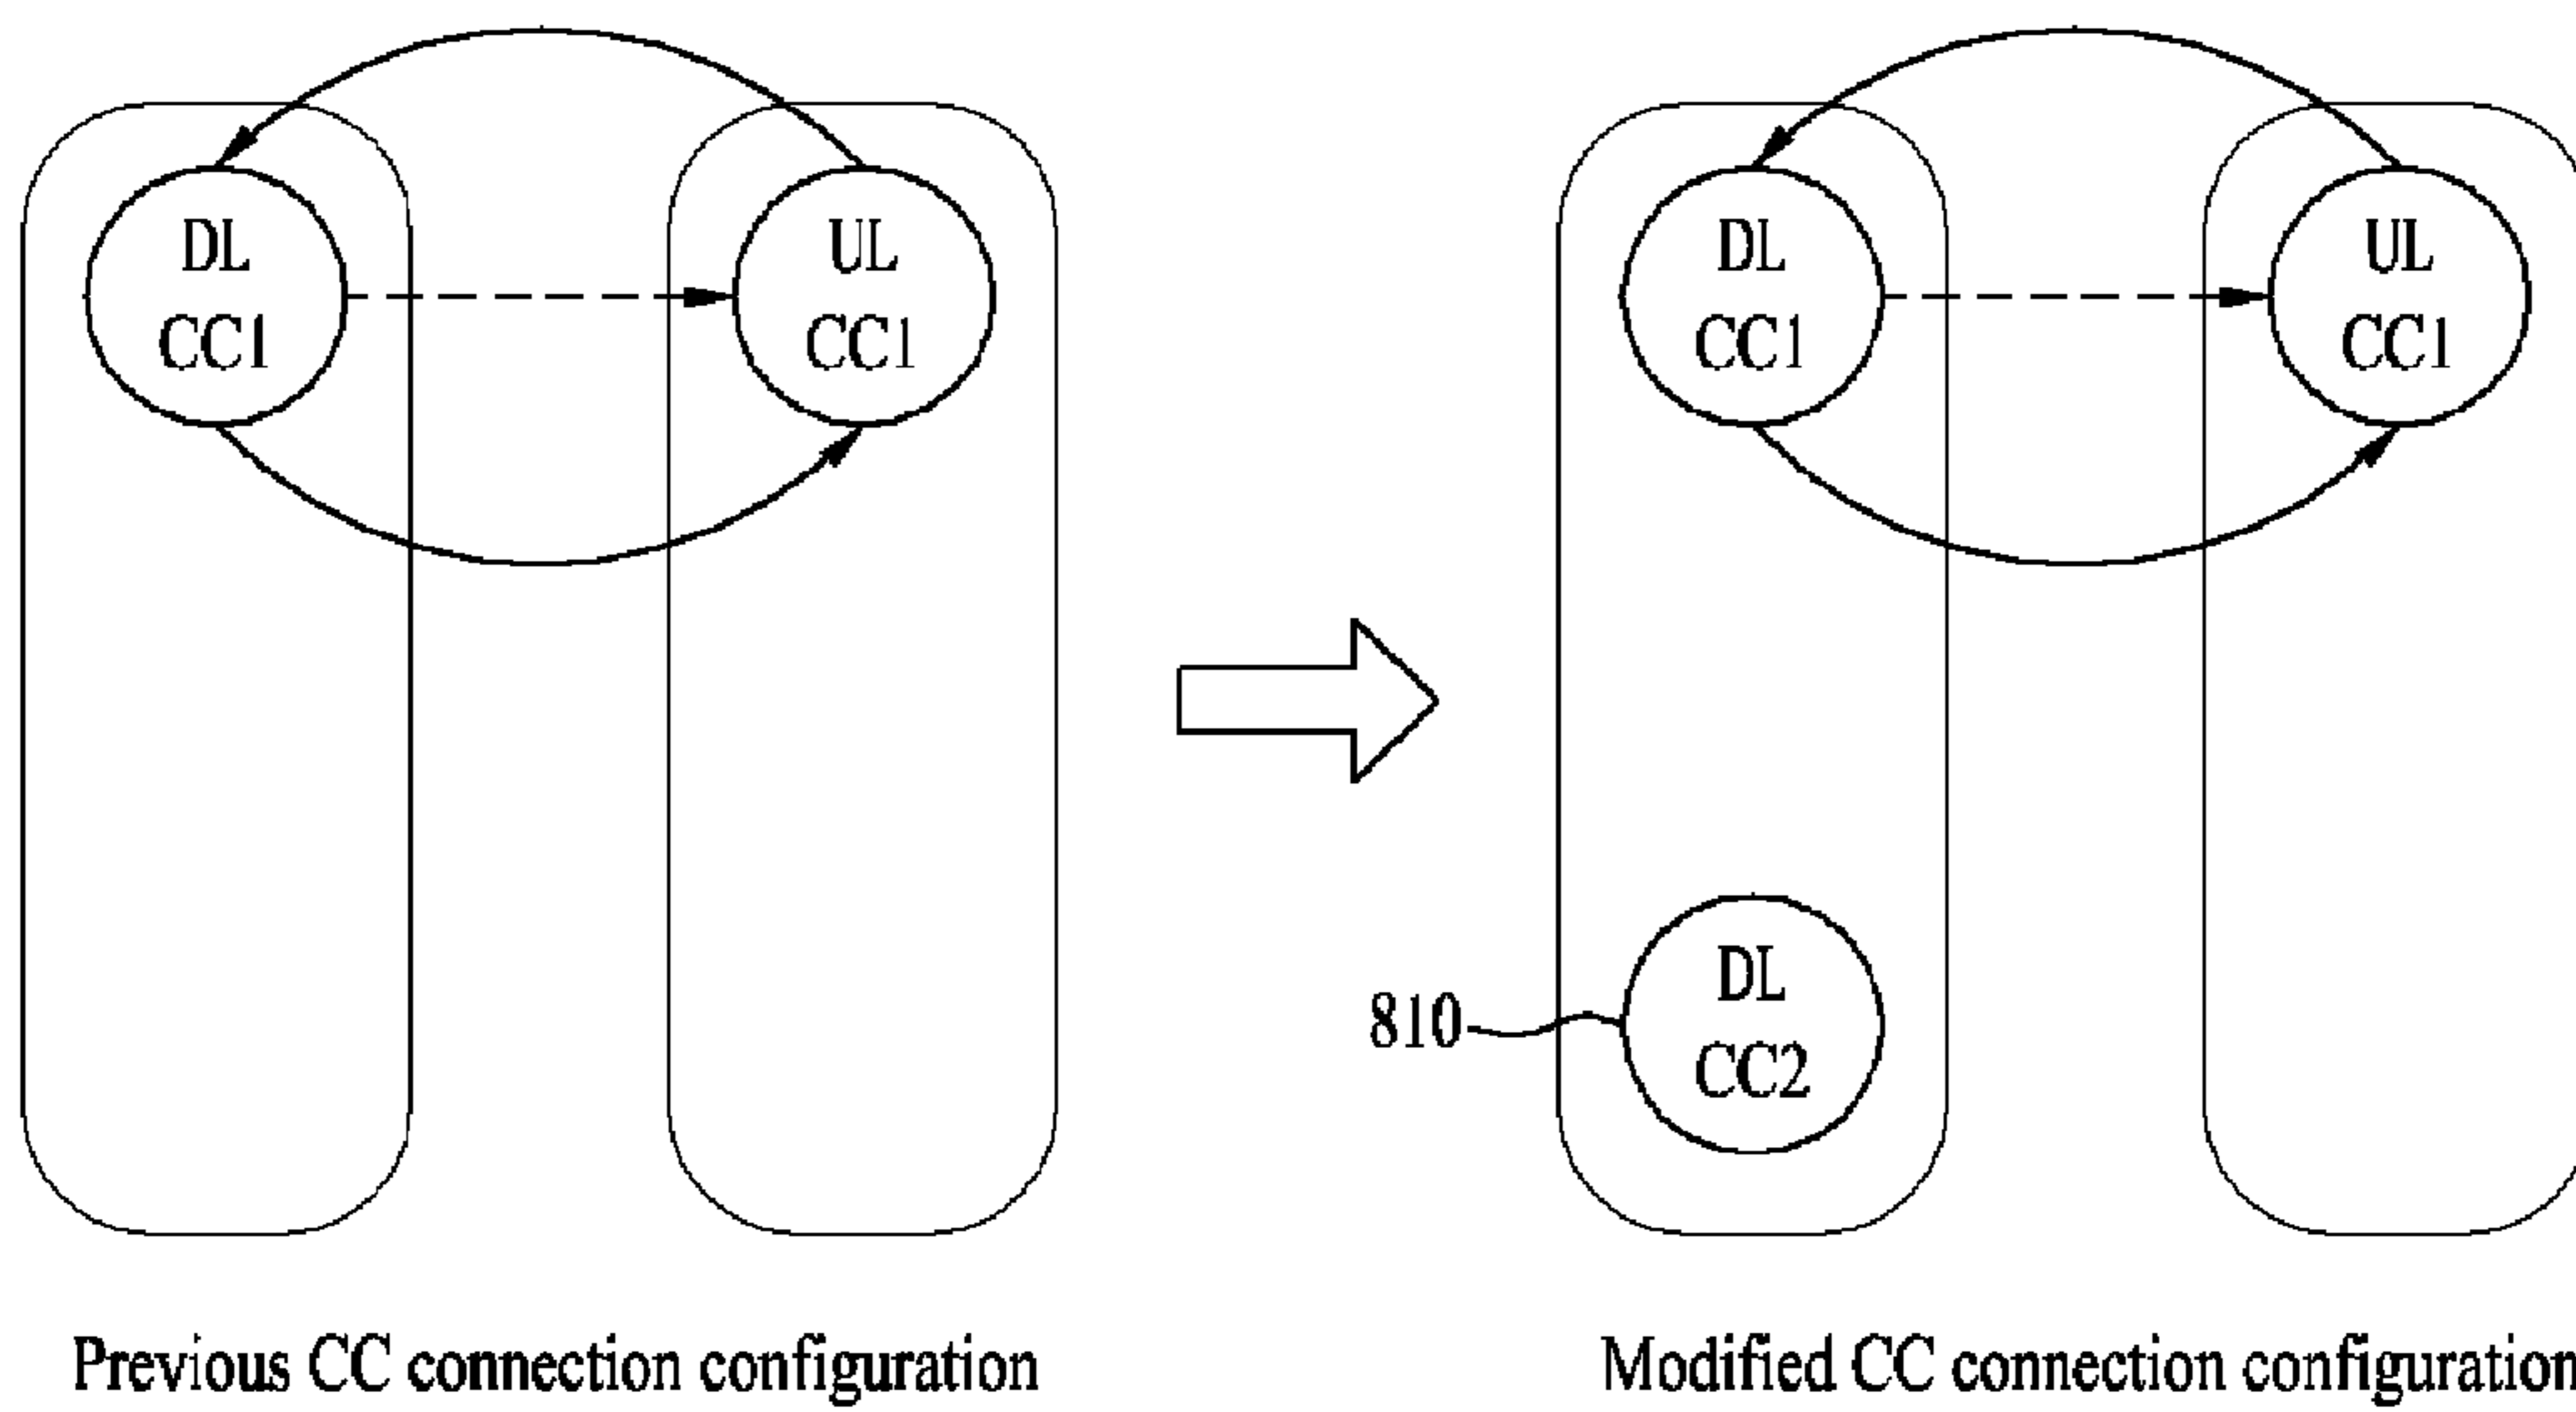 DL
CC1
UL
CC1
DL
CC1
UL
CC1
810
DL
CC2
Previous CC connection configuration
Modified CC connection configuration